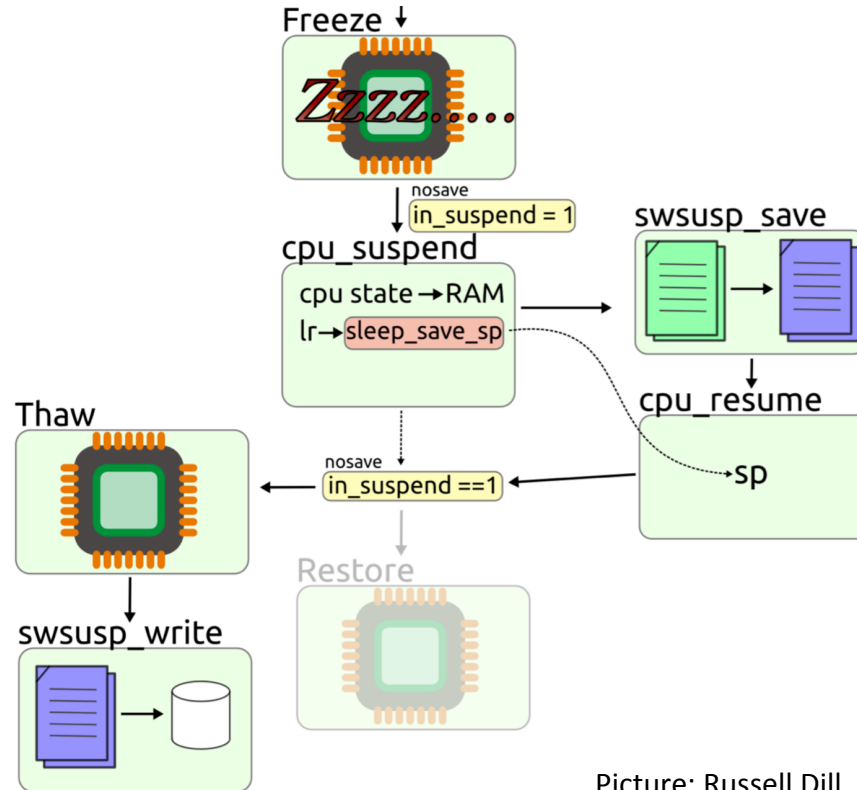 Freeze
Zzzz.....
nosave
in_suspend = 1
cpu_suspend
cpu state → RAM
lr→ sleep_save_sp
swsusp_save
cpu_resume
sp
nosave
in_suspend ==1
Thaw
Restore
swsusp_write
Picture: Russell Dill